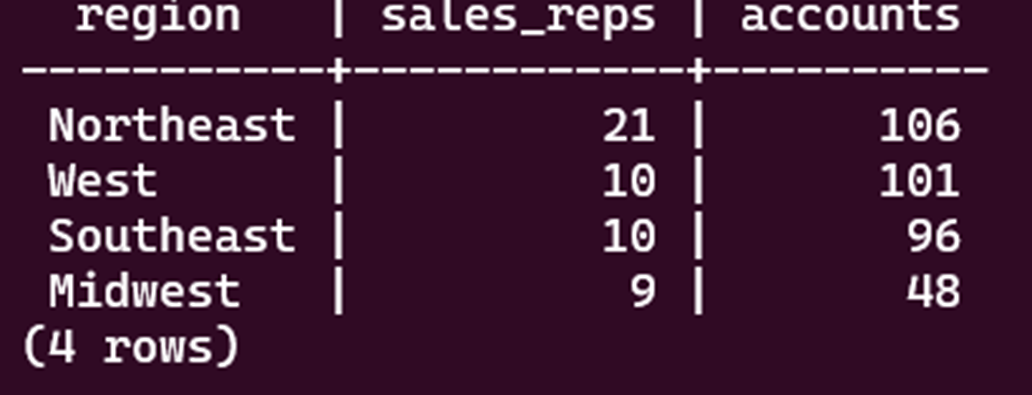 region   | sales_reps | accounts
------------+------------+----------
 Northeast |         21 |      106
 West      |         10 |      101
 Southeast |         10 |       96
 Midwest   |          9 |       48
(4 rows)